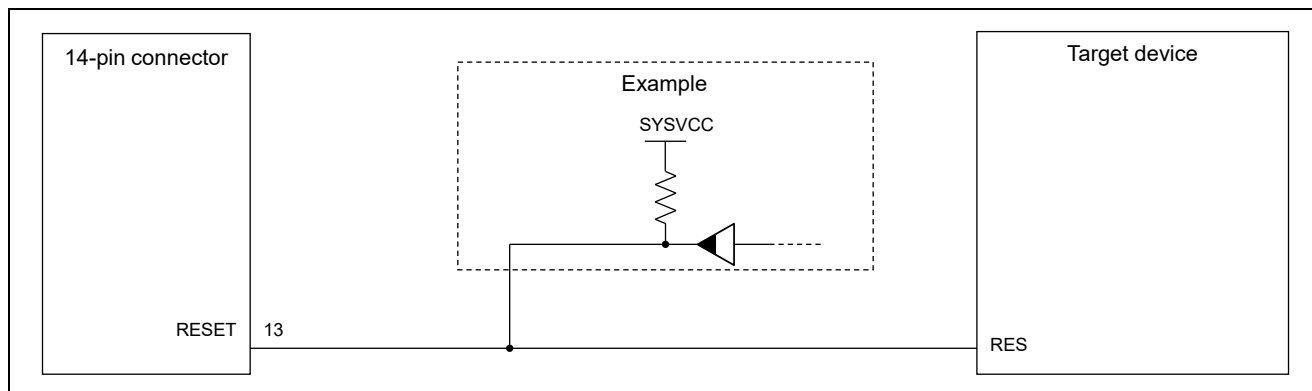 14-pin connector
Example
Target device
SYSVCC
RESET 13
RES